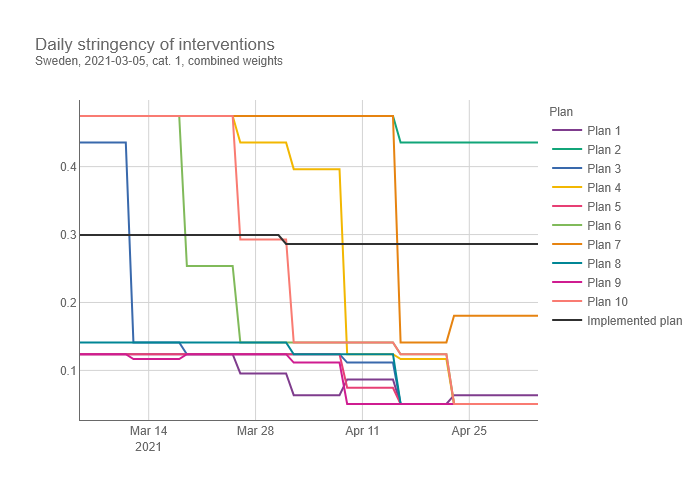 Daily stringency of interventions
Sweden, 2021-03-05, cat. 1, combined weights
Plan
Plan 1
Plan 2
Plan 3
Plan 4
Plan 5
Plan 6
Plan 7
Plan 8
Plan 9
Plan 10
Implemented plan
0.4
0.3
0.2
0.1
Mar 14
2021
Mar 28
Apr 11
Apr 25